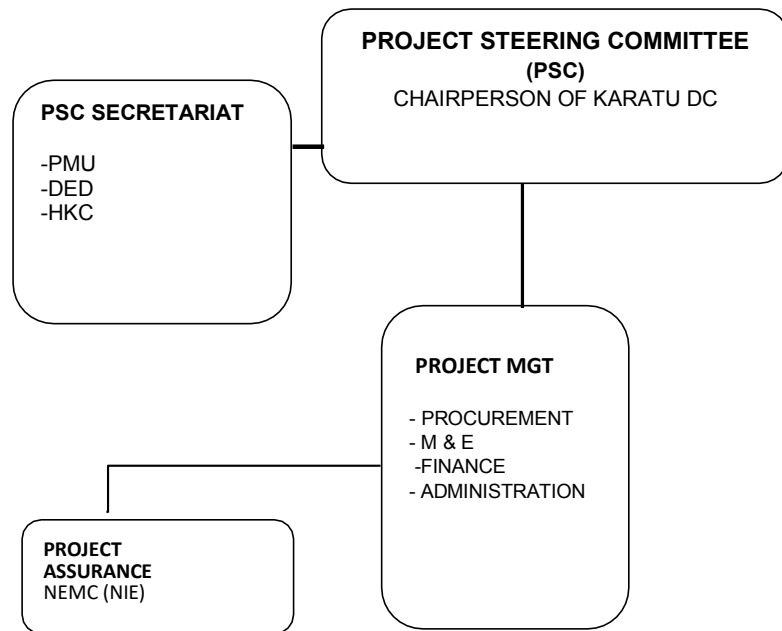 PROJECT STEERING COMMITTEE
(PSC)
CHAIRPERSON OF KARATU DC
PSC SECRETARIAT
-PMU
-DED
-HKC
PROJECT MGT
- PROCUREMENT
- M & E
-FINANCE
- ADMINISTRATION
PROJECT
ASSURANCE
NEMC (NIE)